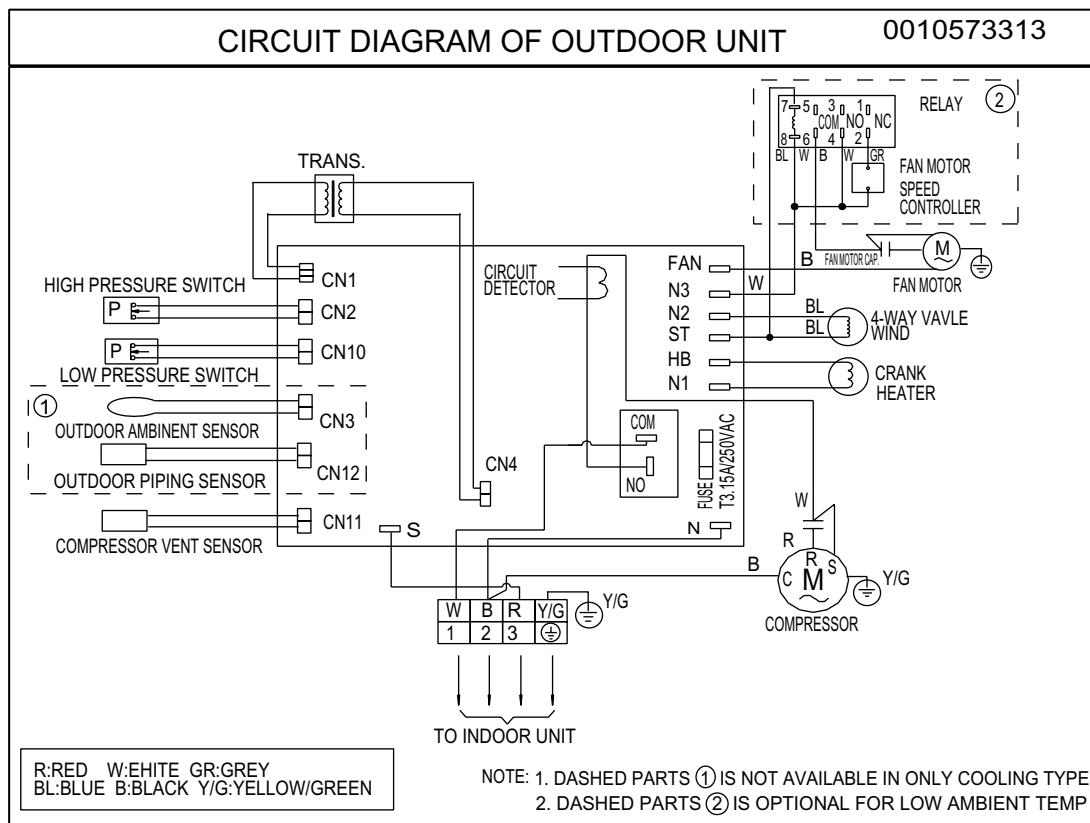 CIRCUIT DIAGRAM OF OUTDOOR UNIT
0010573313
7 5 3 1
COM NO NC
8 6 4 2
BL W B W GR
RELAY
2
FAN MOTOR
SPEED
CONTROLLER
TRANS.
CN1
HIGH PRESSURE SWITCH
P
CN2
P
CN10
LOW PRESSURE SWITCH
1
CN3
OUTDOOR AMBINENT SENSOR
CN12
OUTDOOR PIPING SENSOR
CN11
COMPRESSOR VENT SENSOR
CIRCUIT
DETECTOR
FAN
N3
N2
ST
HB
N1
B
W
BL
BL
FAN MOTOR CAP.
M
FAN MOTOR
4-WAY VAVLE
WIND
CRANK
HEATER
COM
NO
FUSE
T3.15A/250VAC
CN4
S
N
W
R
B
C
R
S
M
Y/G
COMPRESSOR
W B R Y/G
1 2 3
Y/G
TO INDOOR UNIT
R:RED W:EHITE GR:GREY
BL:BLUE B:BLACK Y/G:YELLOW/GREEN
NOTE: 1. DASHED PARTS 1 IS NOT AVAILABLE IN ONLY COOLING TYPE
2. DASHED PARTS 2 IS OPTIONAL FOR LOW AMBIENT TEMP